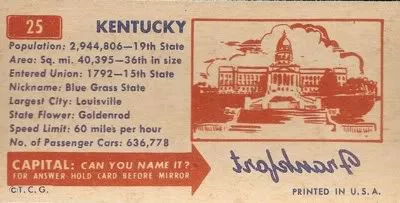 25 KENTUCKY
Population: 2,944,806—19th State
Area: Sq. mi. 40,395—36th in size
Entered Union: 1792—15th State
Nickname: Blue Grass State
Largest City: Louisville
State Flower: Goldenrod
Speed Limit: 60 miles per hour
No. of Passenger Cars: 636,778
CAPITAL: CAN YOU NAME IT?
FOR ANSWER HOLD CARD BEFORE MIRROR
Frankfort
©T.C.G.
PRINTED IN U.S.A.